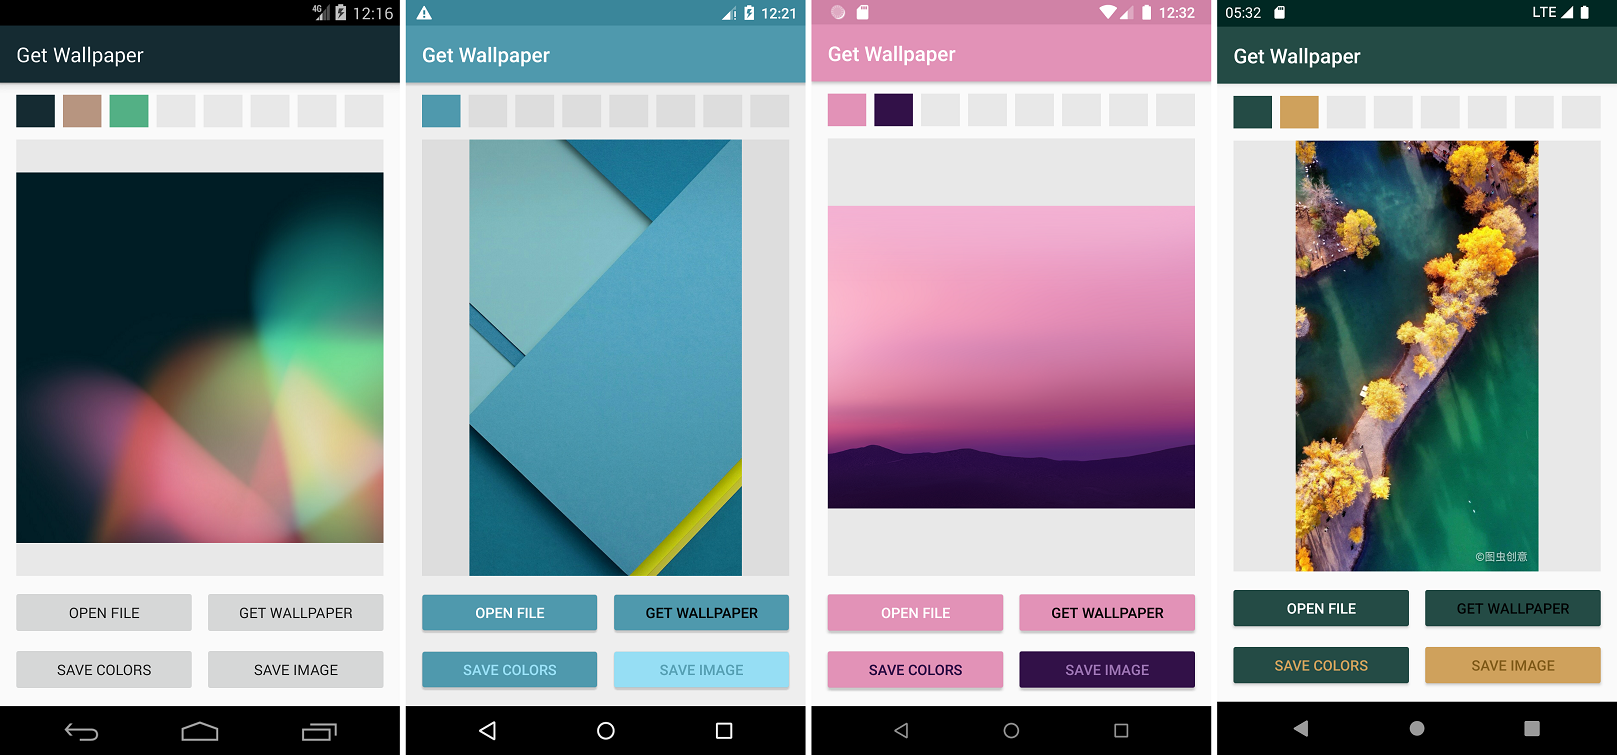 4G 12:16
Get Wallpaper
OPEN FILE
GET WALLPAPER
SAVE COLORS
SAVE IMAGE
12:21
Get Wallpaper
OPEN FILE
GET WALLPAPER
SAVE COLORS
SAVE IMAGE
12:32
Get Wallpaper
OPEN FILE
GET WALLPAPER
SAVE COLORS
SAVE IMAGE
05:32 LTE
Get Wallpaper
©图虫创意
OPEN FILE
GET WALLPAPER
SAVE COLORS
SAVE IMAGE